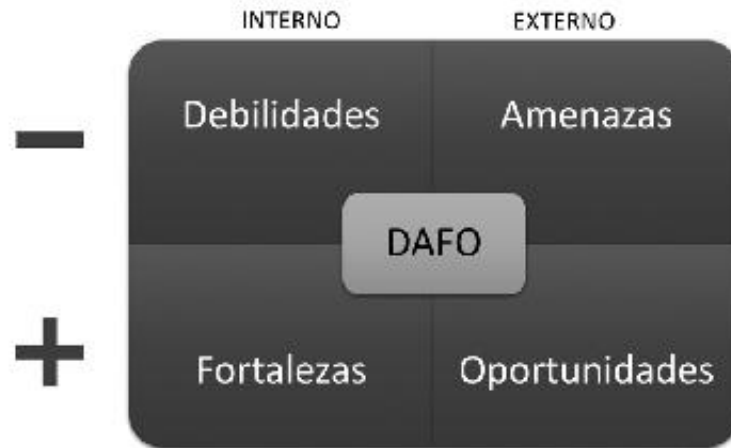 INTERNO EXTERNO
Debilidades Amenazas
DAFO
Fortalezas Oportunidades